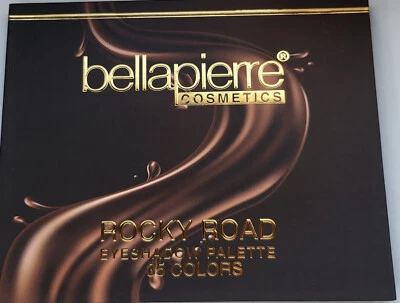 bellapierre®
COSMETICS
ROCKY ROAD
EYESHADOW PALETTE
35 COLORS